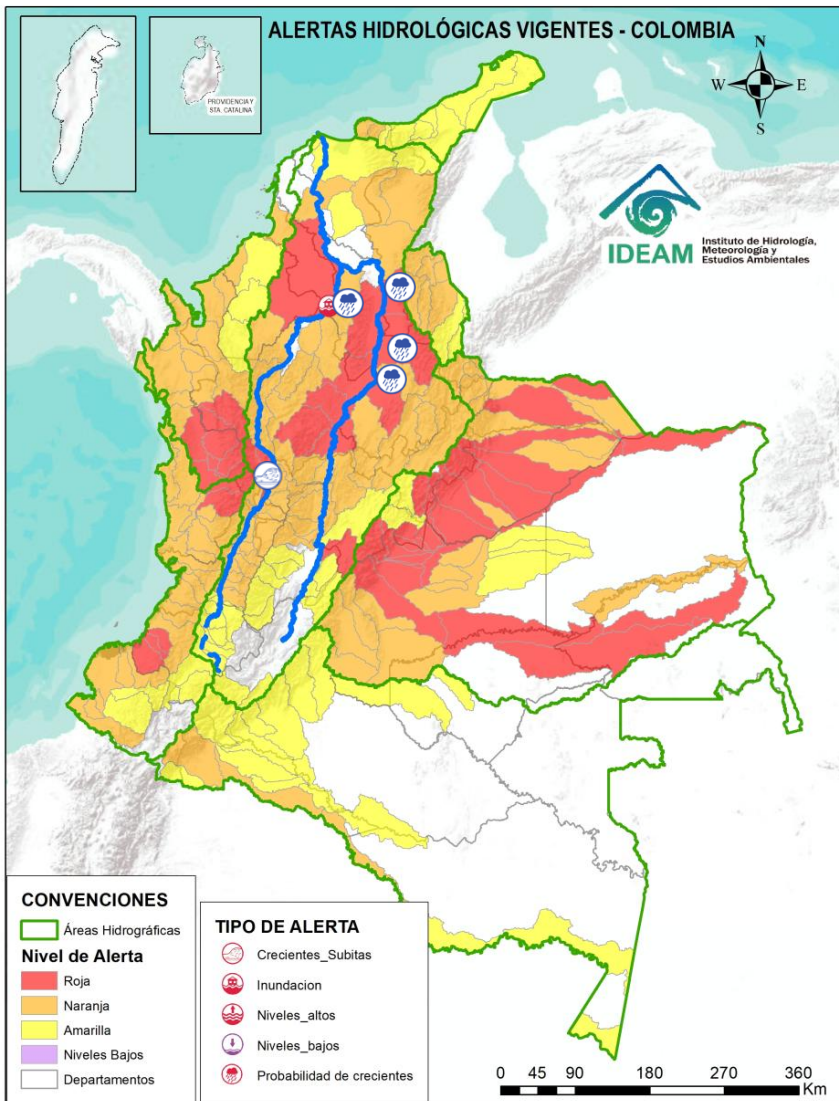 ALERTAS HIDROLÓGICAS VIGENTES - COLOMBIA
PROVIDENCIA Y
STA. CATALINA
N
W
E
S
IDEAM
Instituto de Hidrología,
Meteorología y
Estudios Ambientales
CONVENCIONES
Áreas Hidrográficas
Nivel de Alerta
Roja
Naranja
Amarilla
Niveles Bajos
Departamentos
TIPO DE ALERTA
Crecientes_Subitas
Inundacion
Niveles_altos
Niveles_bajos
Probabilidad de crecientes
0 45 90 180 270 360
Km